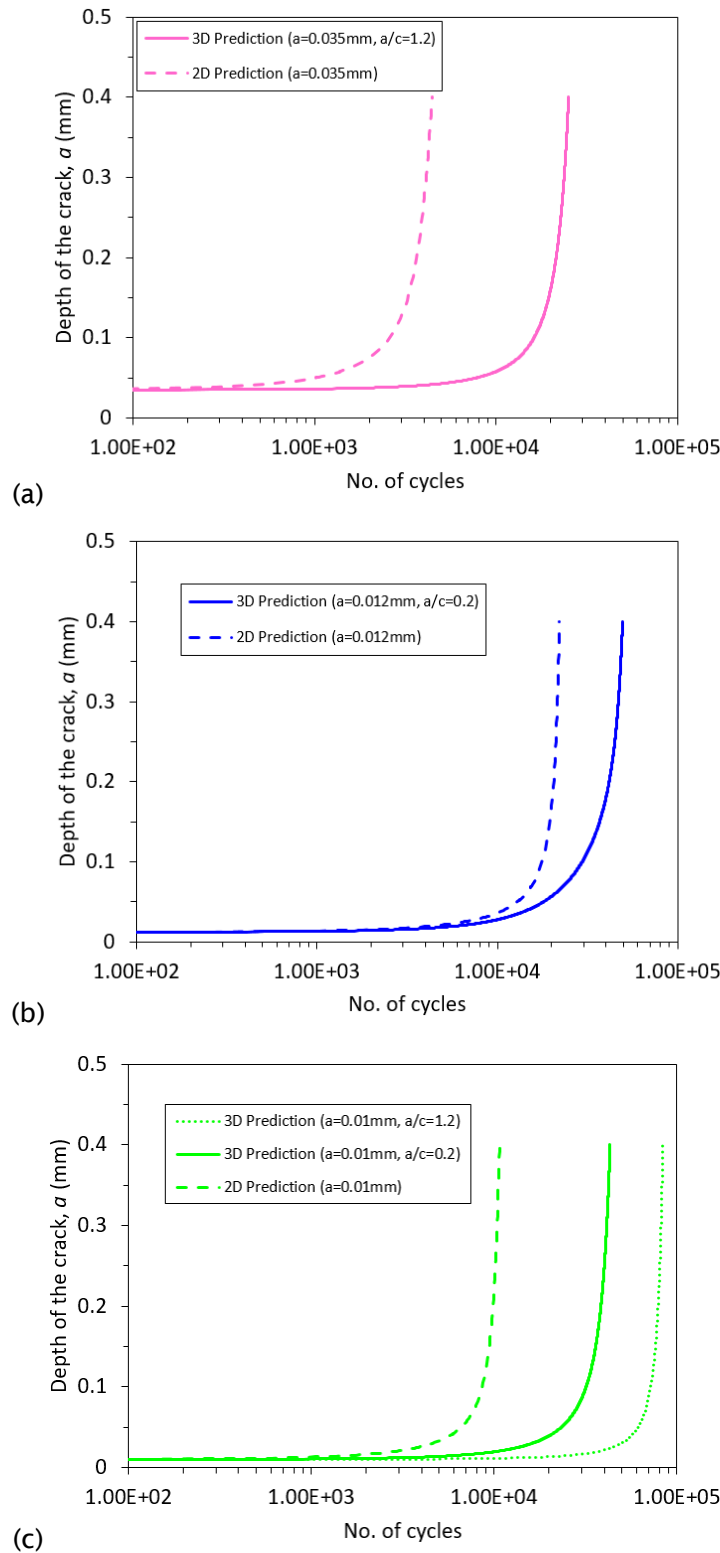 0.5
0.4
0.3
0.2
0.1
0
Depth of the crack, a (mm)
3D Prediction (a=0.035mm, a/c=1.2)
2D Prediction (a=0.035mm)
1.00E+02 1.00E+03 1.00E+04 1.00E+05
No. of cycles
(a)
0.5
0.4
0.3
0.2
0.1
0
Depth of the crack, a (mm)
3D Prediction (a=0.012mm, a/c=0.2)
2D Prediction (a=0.012mm)
1.00E+02 1.00E+03 1.00E+04 1.00E+05
No. of cycles
(b)
0.5
0.4
0.3
0.2
0.1
0
Depth of the crack, a (mm)
3D Prediction (a=0.01mm, a/c=1.2)
3D Prediction (a=0.01mm, a/c=0.2)
2D Prediction (a=0.01mm)
1.00E+02 1.00E+03 1.00E+04 1.00E+05
No. of cycles
(c)